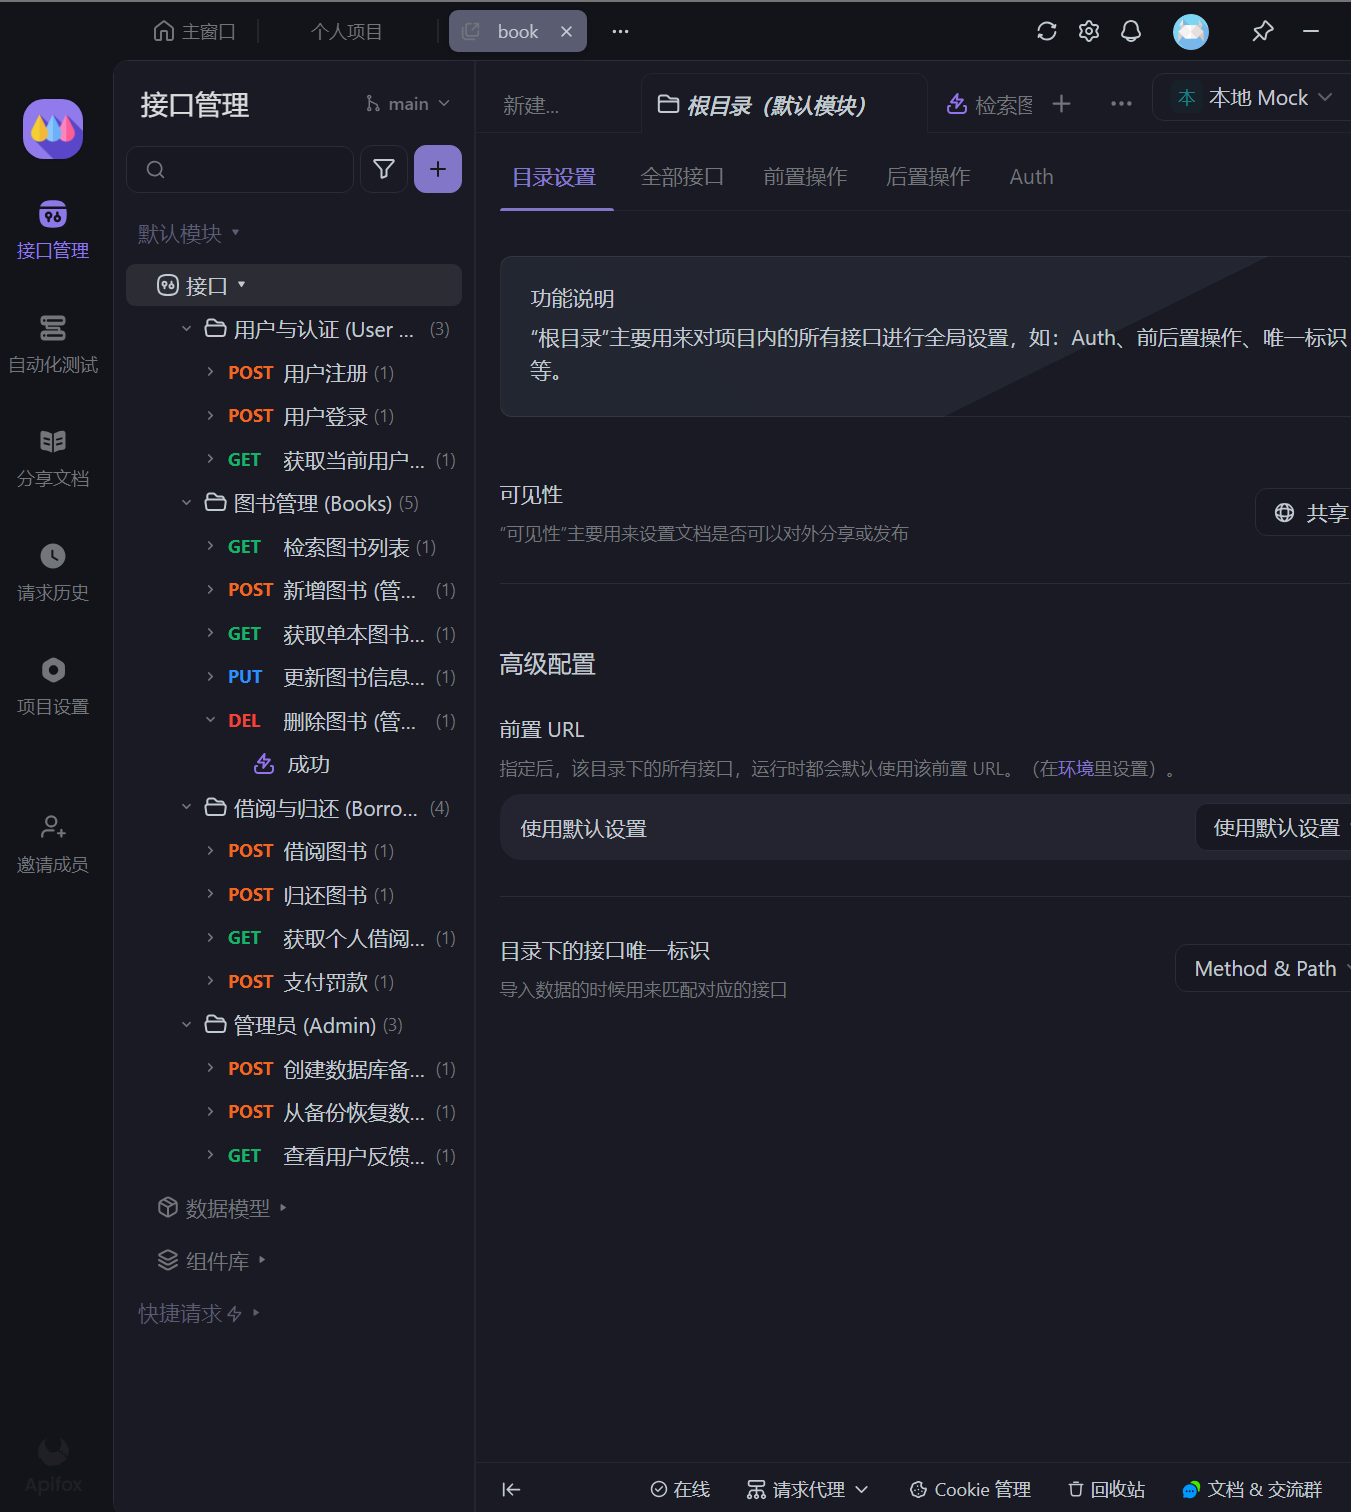 主窗口
个人项目
book
接口管理
自动化测试
分享文档
请求历史
项目设置
邀请成员
Apifox
接口管理
main
默认模块
接口
用户与认证 (User ... (3)
POST 用户注册 (1)
POST 用户登录 (1)
GET 获取当前用户... (1)
图书管理 (Books) (5)
GET 检索图书列表 (1)
POST 新增图书 (管... (1)
GET 获取单本图书... (1)
PUT 更新图书信息... (1)
DEL 删除图书 (管... (1)
成功
借阅与归还 (Borro... (4)
POST 借阅图书 (1)
POST 归还图书 (1)
GET 获取个人借阅... (1)
POST 支付罚款 (1)
管理员 (Admin) (3)
POST 创建数据库备... (1)
POST 从备份恢复数... (1)
GET 查看用户反馈... (1)
数据模型
组件库
快捷请求
新建...
根目录（默认模块）
检索图
本 本地 Mock
目录设置
全部接口
前置操作
后置操作
Auth
功能说明
“根目录”主要用来对项目内的所有接口进行全局设置，如：Auth、前后置操作、唯一标识
等。
可见性
“可见性”主要用来设置文档是否可以对外分享或发布
共享
高级配置
前置 URL
指定后，该目录下的所有接口，运行时都会默认使用该前置 URL。（在环境里设置）。
使用默认设置
使用默认设置
目录下的接口唯一标识
导入数据的时候用来匹配对应的接口
Method & Path
在线
请求代理
Cookie 管理
回收站
文档 & 交流群